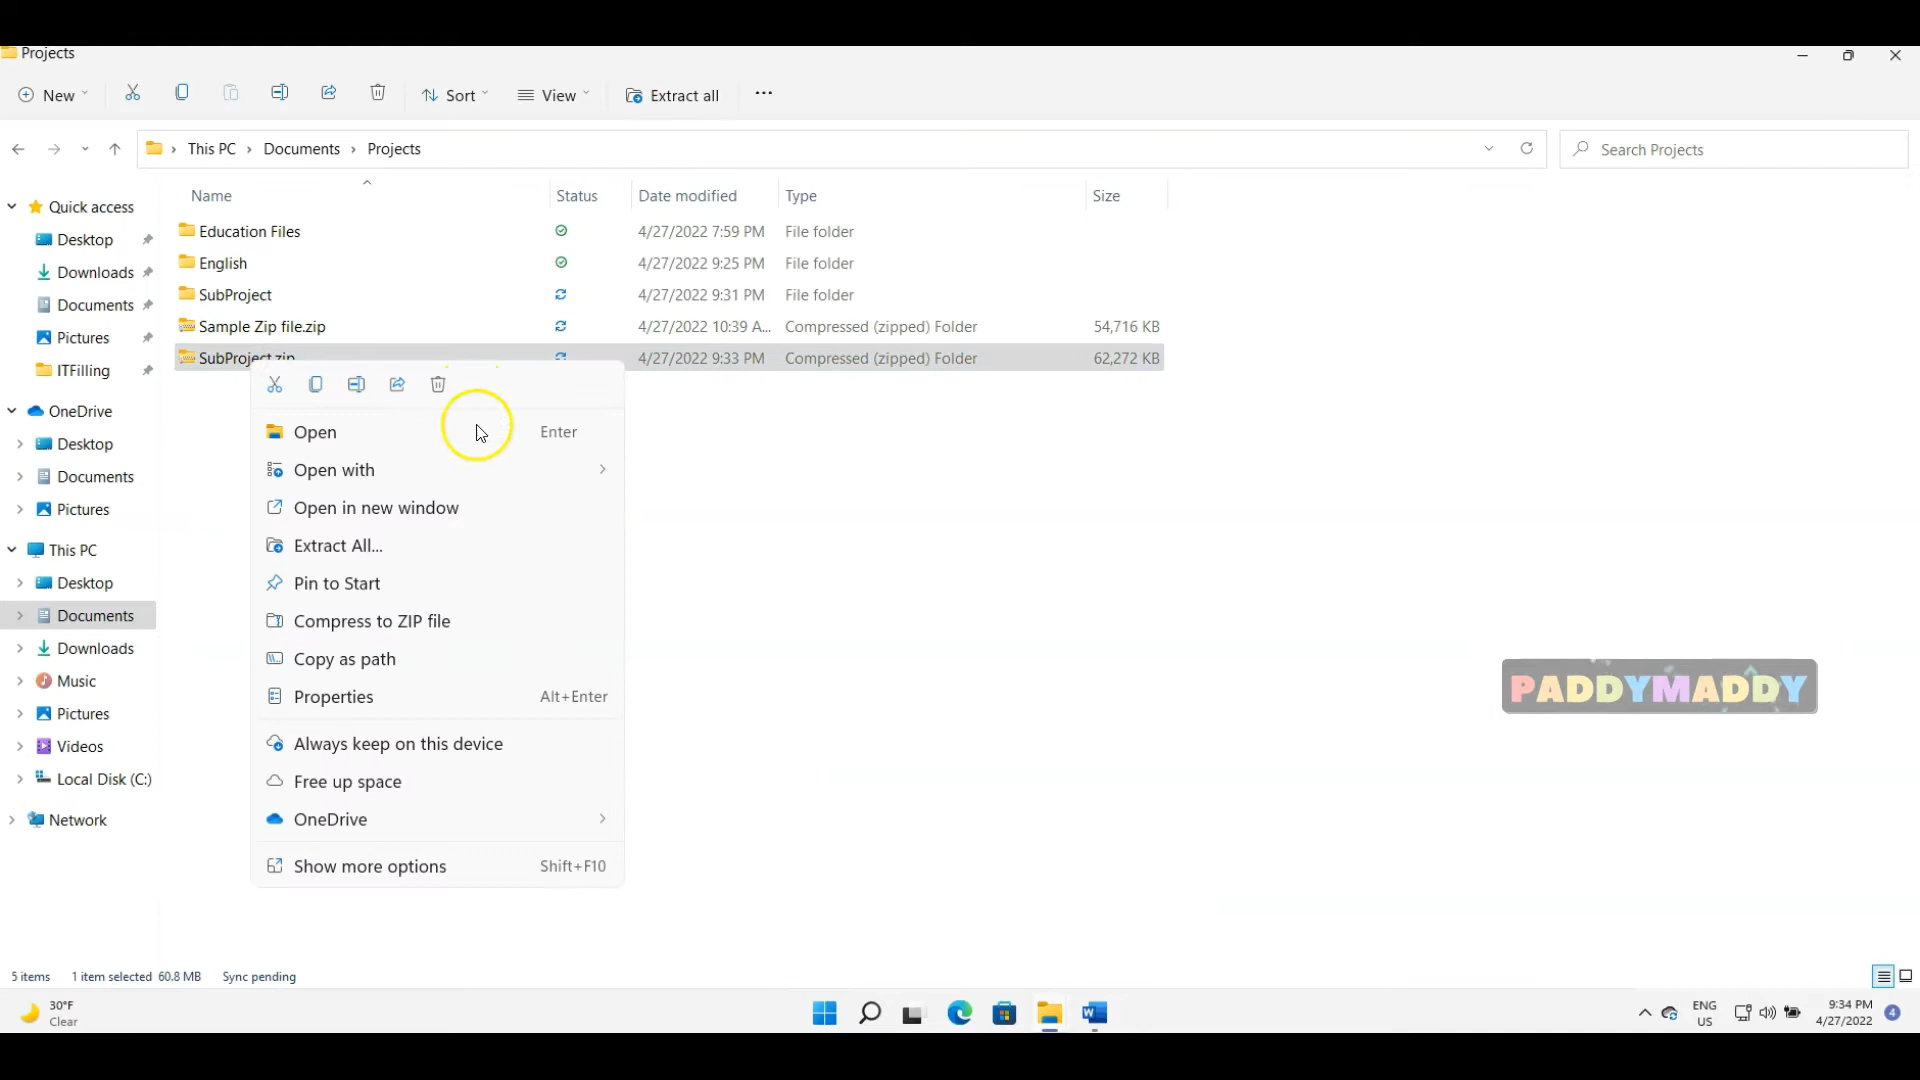 Projects
New
Sort
View
Extract all
This PC
Documents
Projects
Search Projects
Name
Status
Date modified
Type
Size
Quick access
Desktop
Downloads
Documents
Pictures
ITFilling
OneDrive
Desktop
Documents
Pictures
This PC
Desktop
Documents
Downloads
Music
Pictures
Videos
Local Disk (C:)
Network
Education Files 4/27/2022 7:59 PM File folder
English 4/27/2022 9:25 PM File folder
SubProject 4/27/2022 9:31 PM File folder
Sample Zip file.zip 4/27/2022 10:39 A... Compressed (zipped) Folder 54,716 KB
SubProject.zip 4/27/2022 9:33 PM Compressed (zipped) Folder 62,272 KB
Open Enter
Open with
Open in new window
Extract All...
Pin to Start
Compress to ZIP file
Copy as path
Properties Alt+Enter
Always keep on this device
Free up space
OneDrive
Show more options Shift+F10
PADDYMADDY
5 items 1 item selected 60.8 MB Sync pending
30°F
Clear
ENG
US
9:34 PM
4/27/2022
4